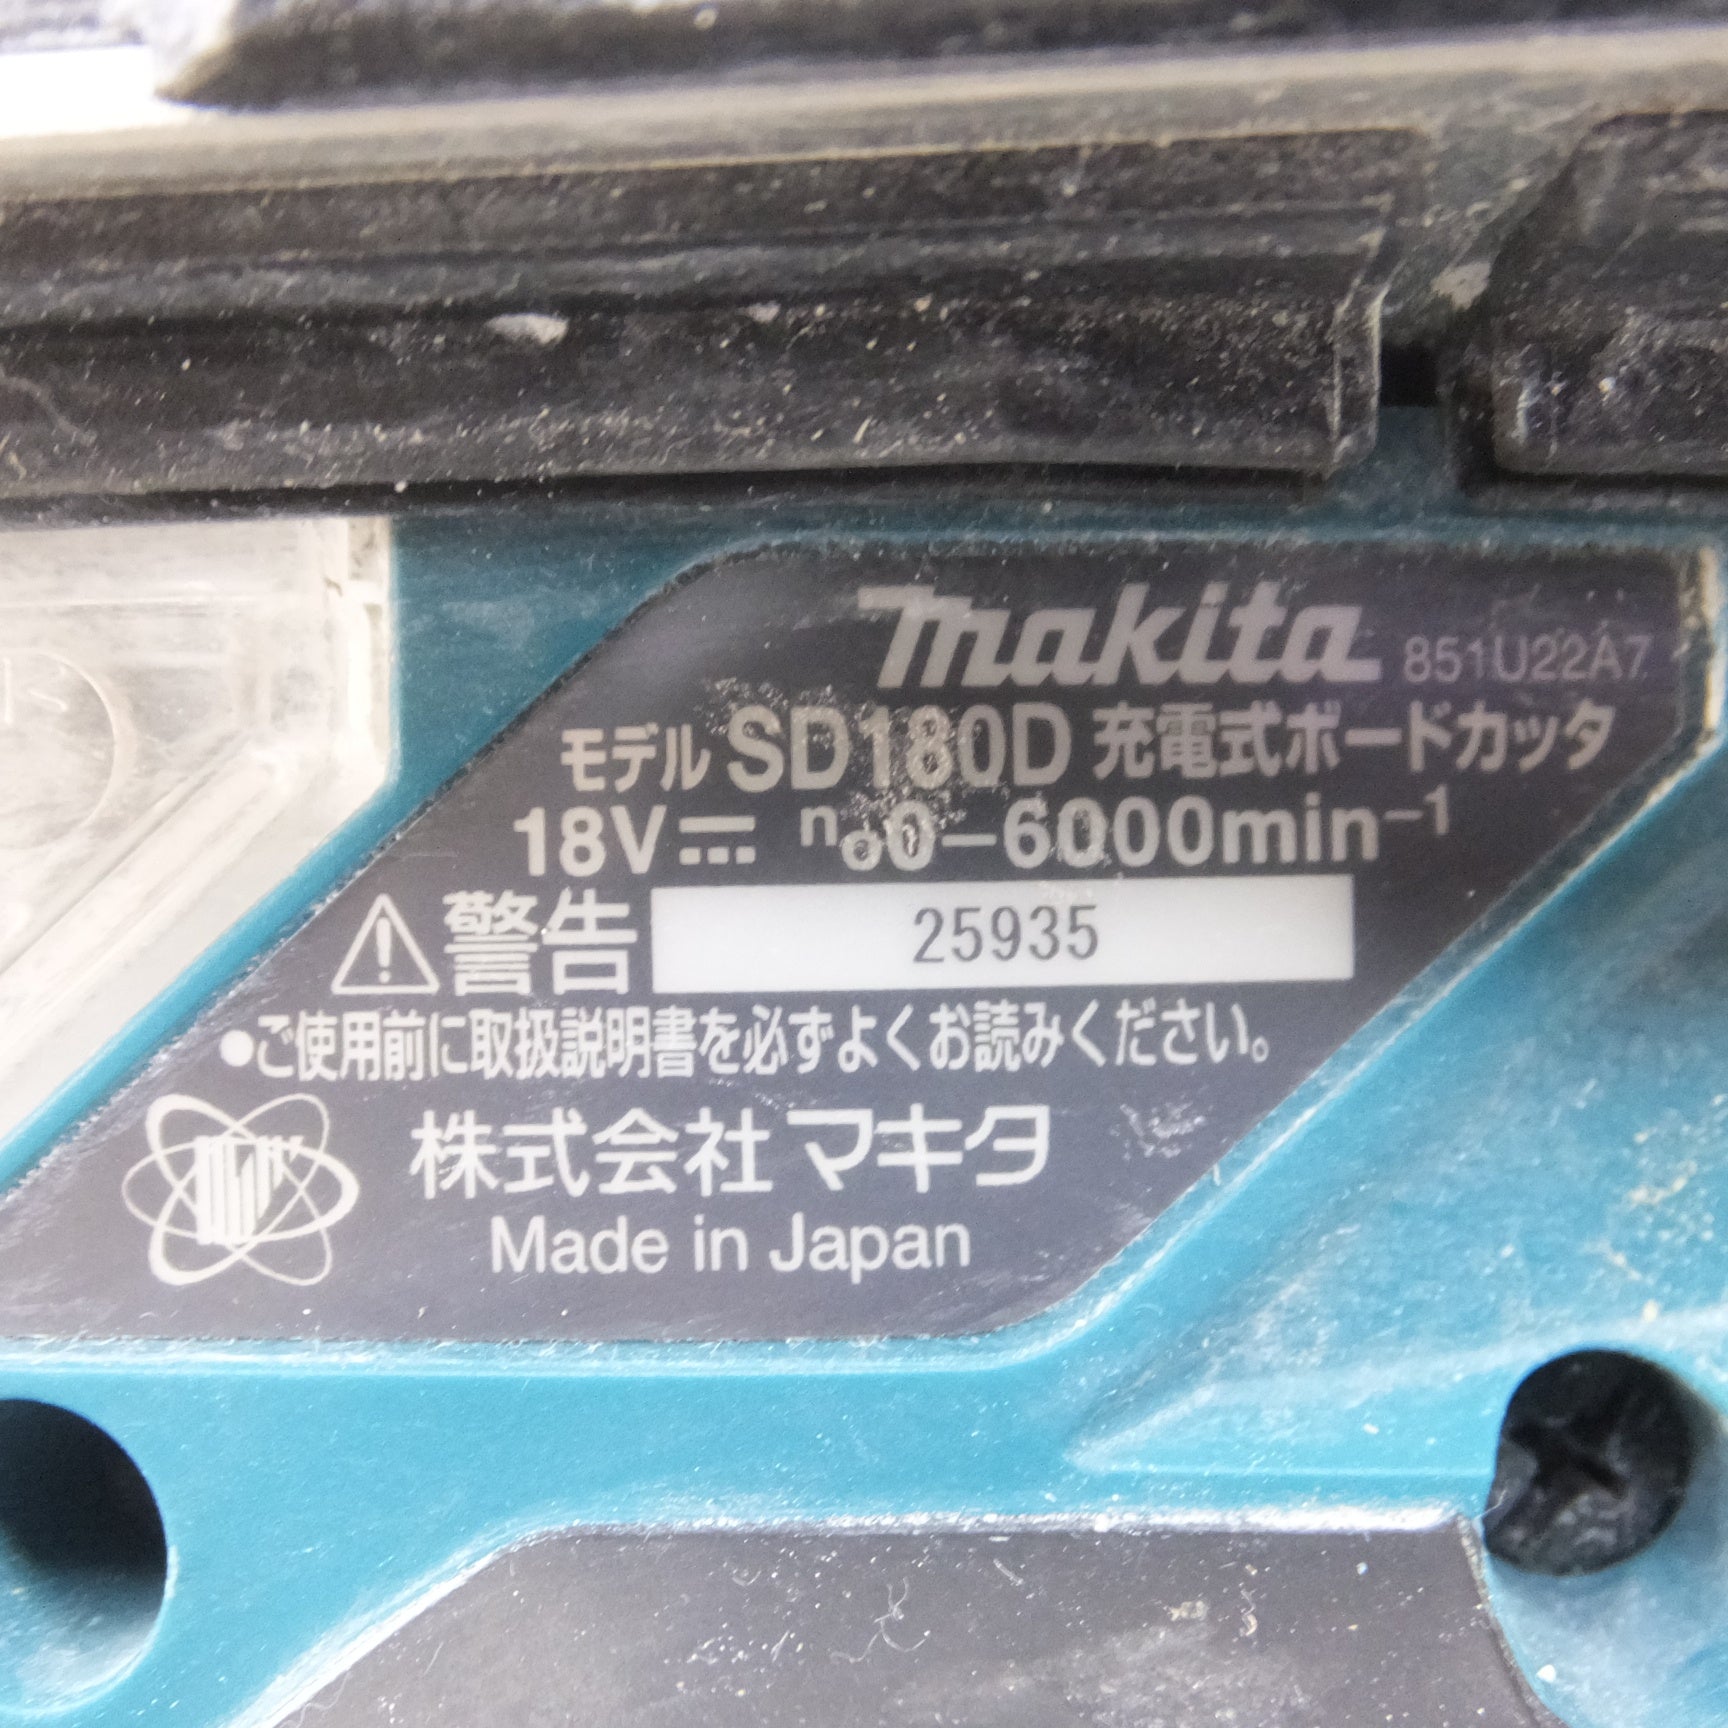 makita 851U22A7
モデル SD180D 充電式ボードカッタ
18V⎓ n₀0−6000min⁻¹
⚠警告 25935
●ご使用前に取扱説明書を必ずよくお読みください。
株式会社マキタ
Made in Japan